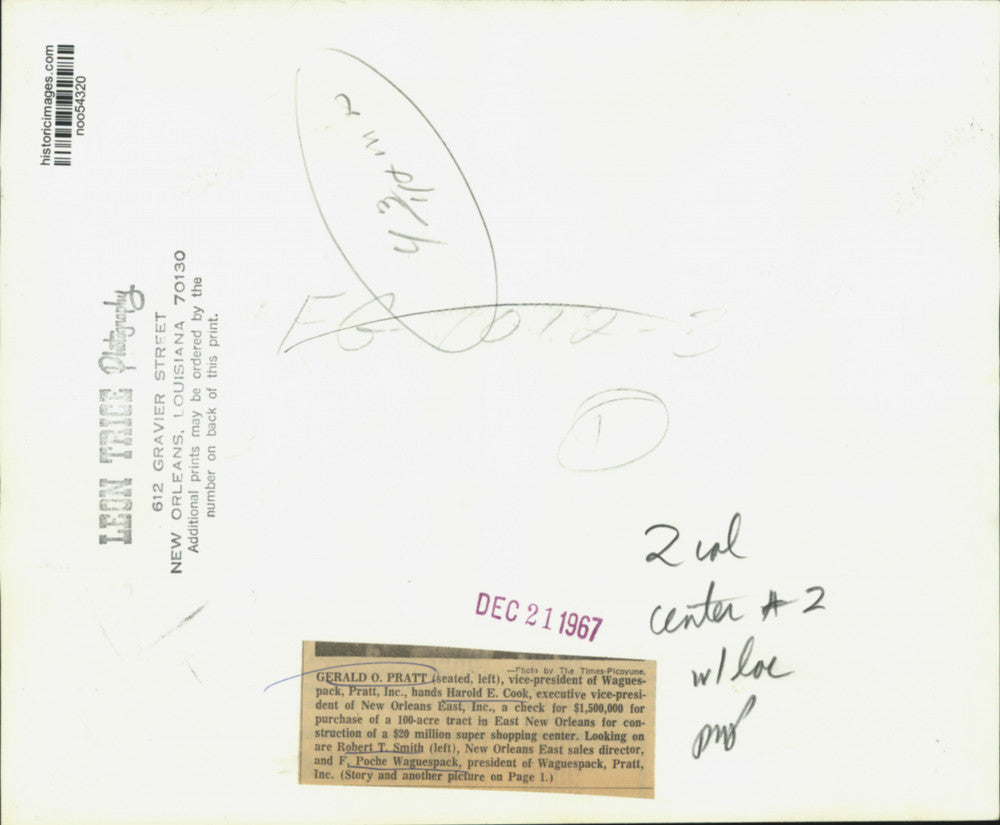 historicimages.com
noo54320
LEON TRICE Photography
612 GRAVIER STREET
NEW ORLEANS, LOUISIANA 70130
Additional prints may be ordered by the
number on back of this print.
2 col
center # 2
w/loc
DEC 21 1967
—Photo by The Times-Picayune.
GERALD O. PRATT (seated, left), vice-president of Wagues-
pack, Pratt, Inc., hands Harold E. Cook, executive vice-presi-
dent of New Orleans East, Inc., a check for $1,500,000 for
purchase of a 100-acre tract in East New Orleans for con-
struction of a $20 million super shopping center. Looking on
are Robert T. Smith (left), New Orleans East sales director,
and F. Poche Waguespack, president of Waguespack, Pratt,
Inc. (Story and another picture on Page 1.)